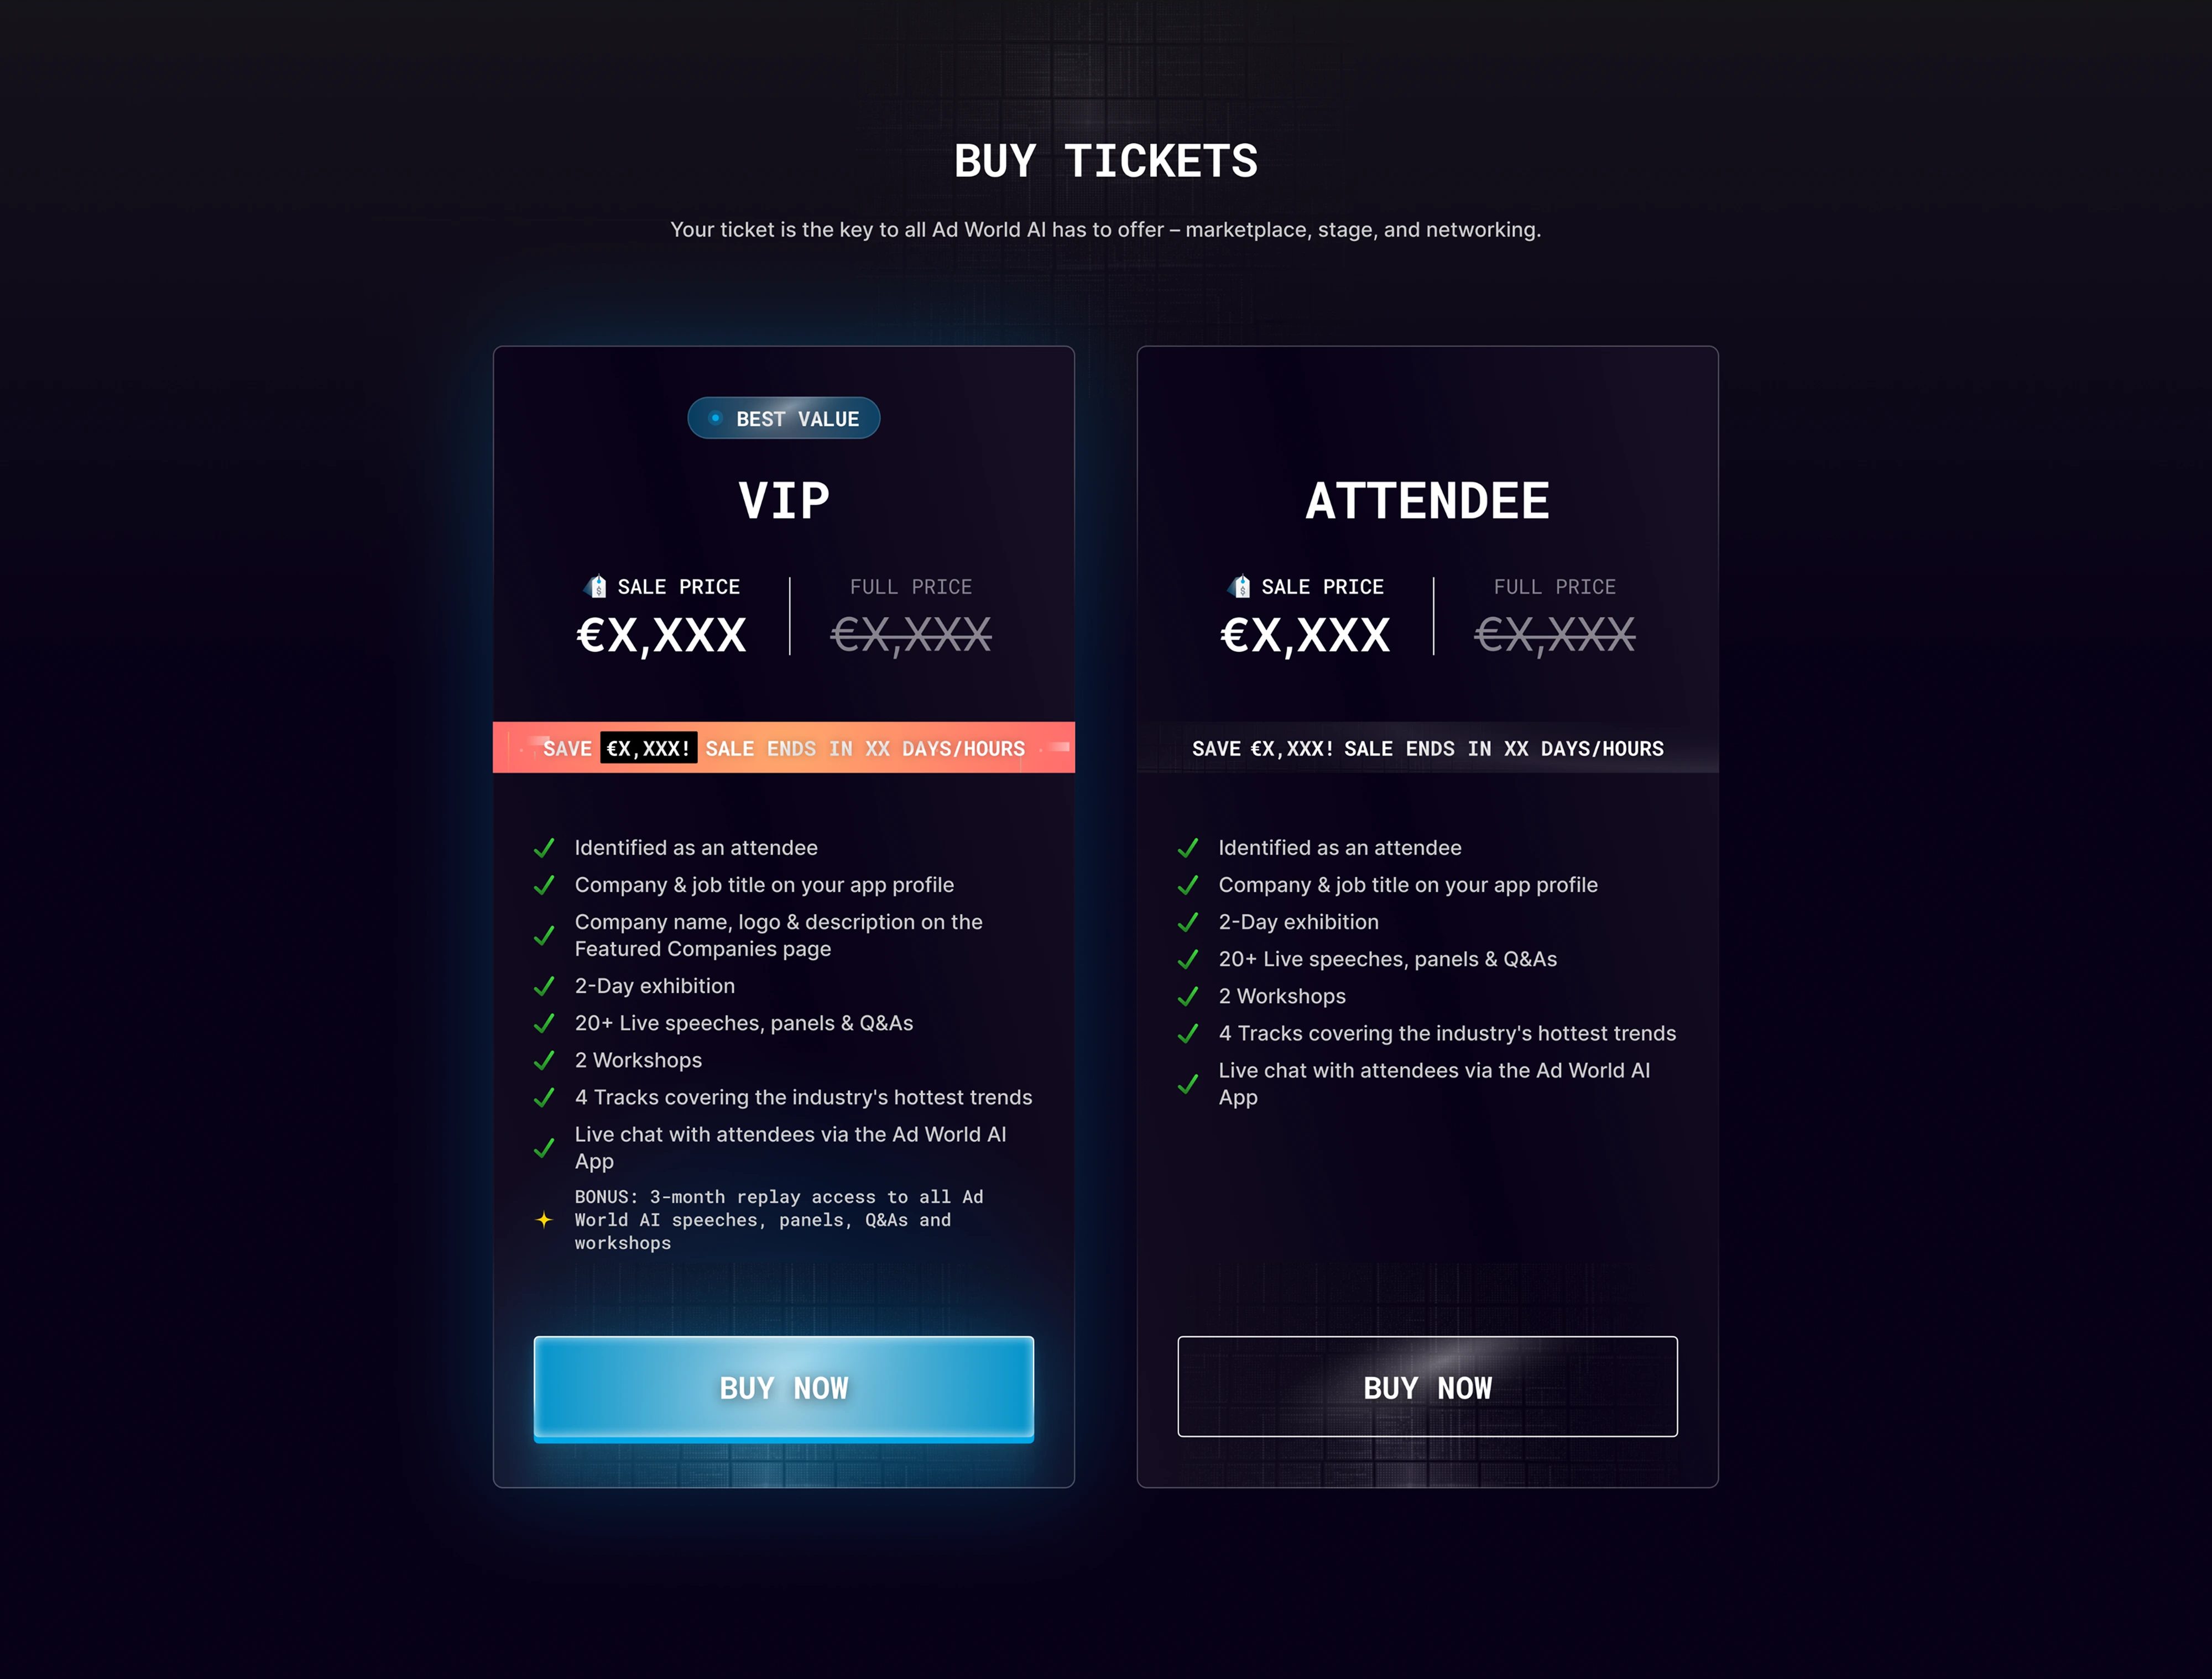 BUY TICKETS
Your ticket is the key to all Ad World AI has to offer – marketplace, stage, and networking.
BEST VALUE
VIP
SALE PRICE
€X,XXX
FULL PRICE
€X,XXX
SAVE €X,XXX! SALE ENDS IN XX DAYS/HOURS
Identified as an attendee
Company & job title on your app profile
Company name, logo & description on the
Featured Companies page
2-Day exhibition
20+ Live speeches, panels & Q&As
2 Workshops
4 Tracks covering the industry's hottest trends
Live chat with attendees via the Ad World AI
App
BONUS: 3-month replay access to all Ad
World AI speeches, panels, Q&As and
workshops
BUY NOW
ATTENDEE
SALE PRICE
€X,XXX
FULL PRICE
€X,XXX
SAVE €X,XXX! SALE ENDS IN XX DAYS/HOURS
Identified as an attendee
Company & job title on your app profile
2-Day exhibition
20+ Live speeches, panels & Q&As
2 Workshops
4 Tracks covering the industry's hottest trends
Live chat with attendees via the Ad World AI
App
BUY NOW